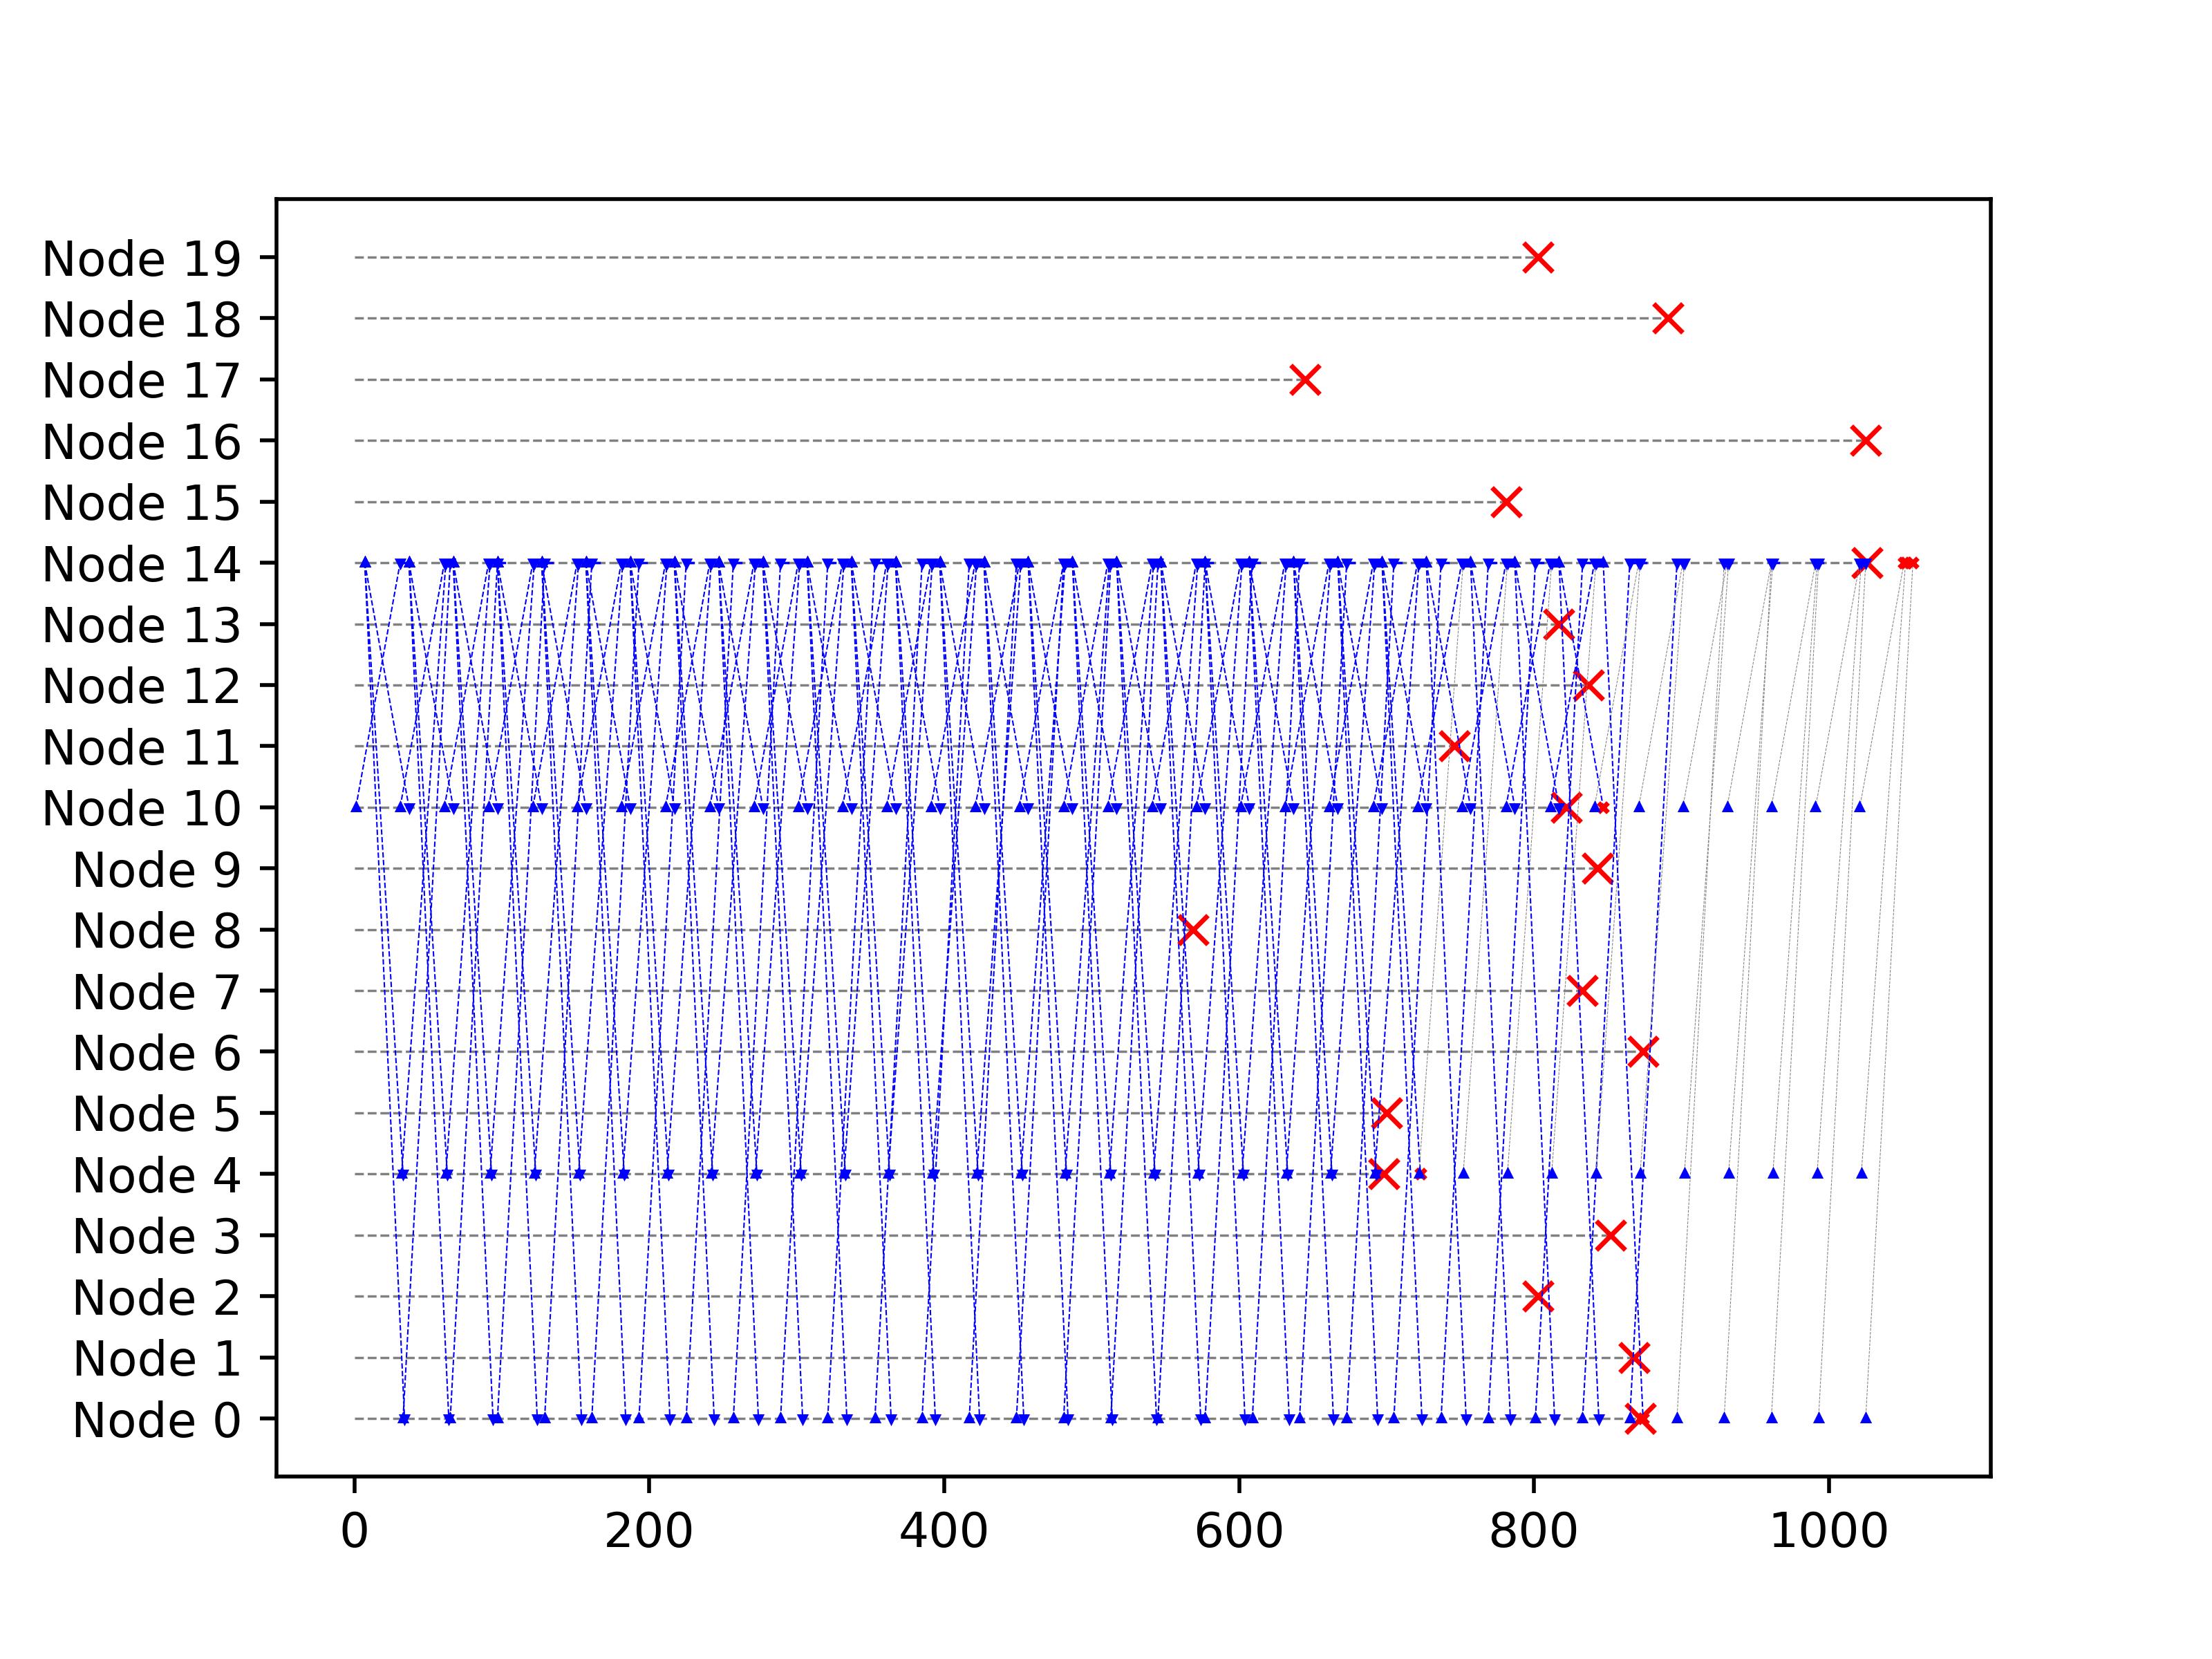 Node 19
Node 18
Node 17
Node 16
Node 15
Node 14
Node 13
Node 12
Node 11
Node 10
Node 9
Node 8
Node 7
Node 6
Node 5
Node 4
Node 3
Node 2
Node 1
Node 0
0 200 400 600 800 1000